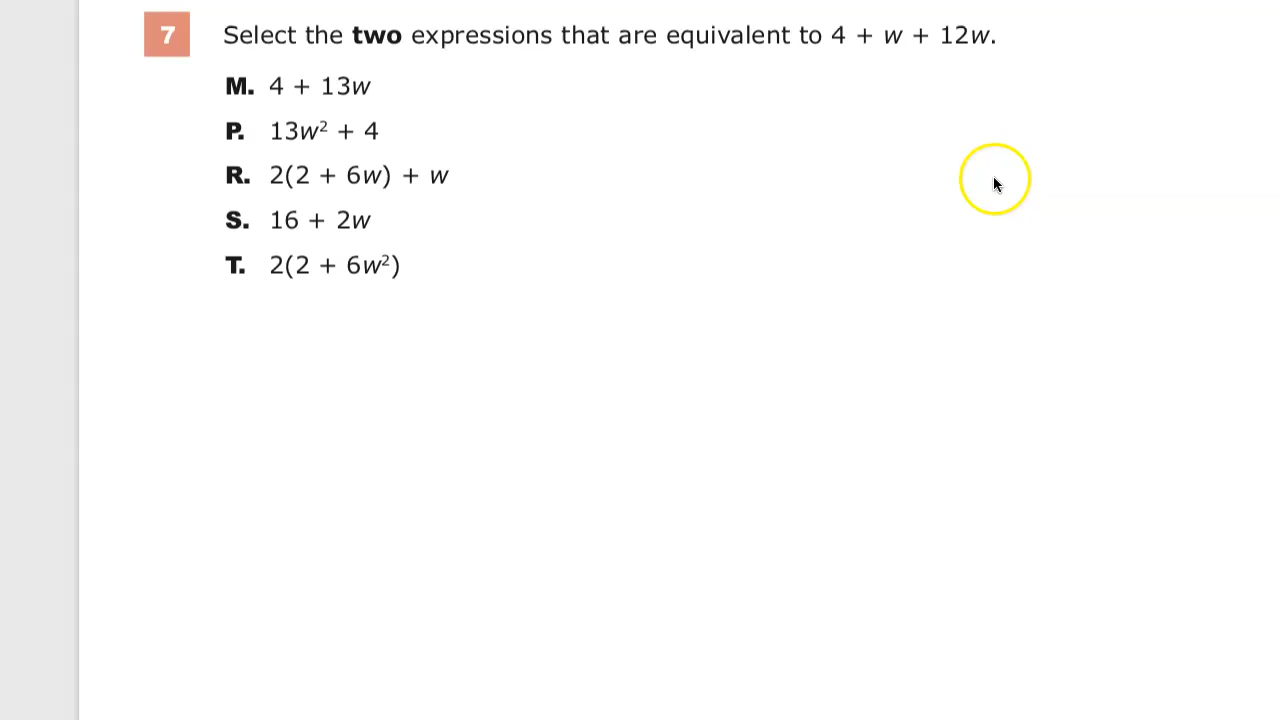 7 Select the two expressions that are equivalent to 4 + w + 12w.
M. 4 + 13w
P. 13w² + 4
R. 2(2 + 6w) + w
S. 16 + 2w
T. 2(2 + 6w²)